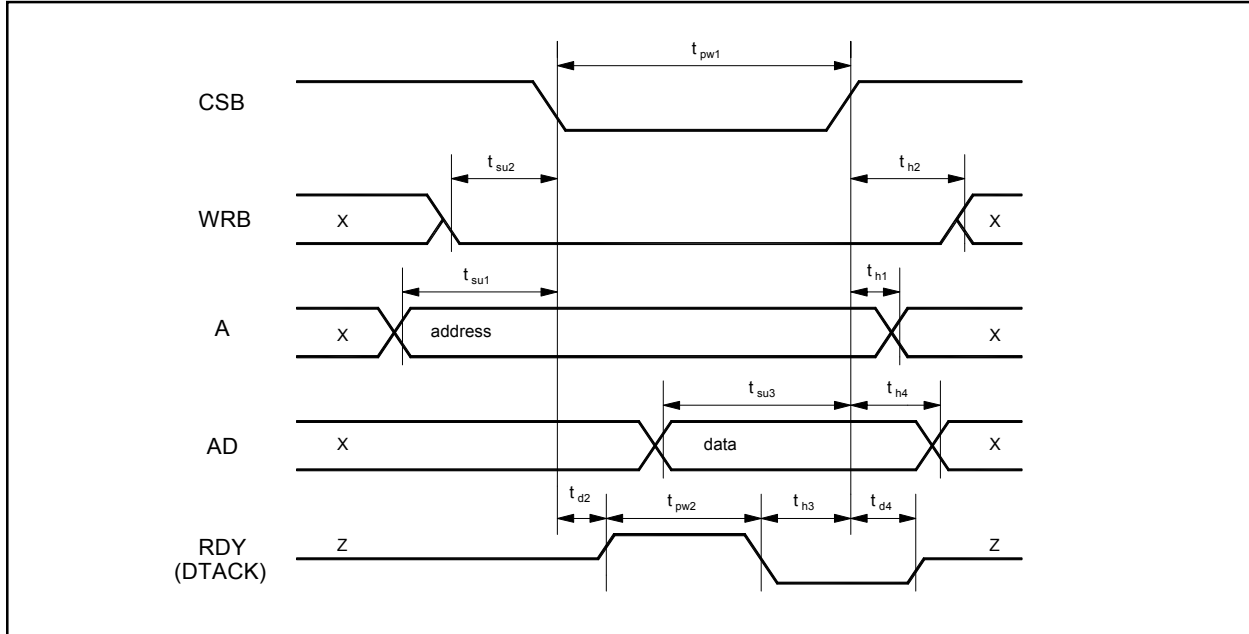 t pw1
CSB
t su2
t h2
WRB
X
X
t su1
t h1
A
X
address
X
t su3
t h4
AD
X
data
X
t d2
t pw2
t h3
t d4
RDY
(DTACK)
Z
Z